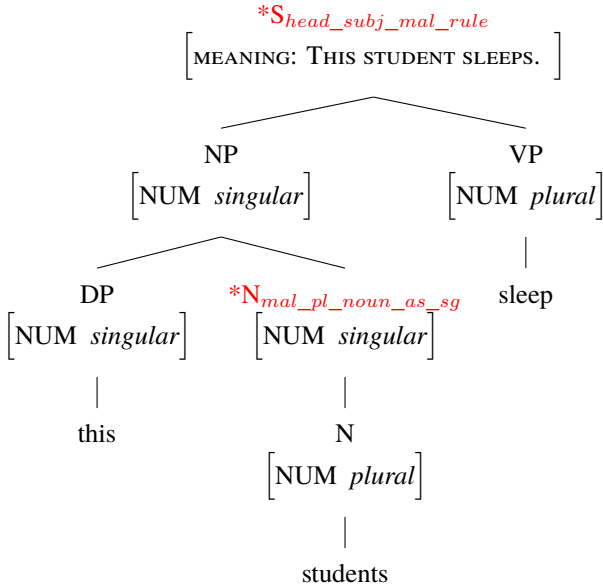 *S_head_subj_mal_rule
[MEANING: THIS STUDENT SLEEPS. ]
NP VP
[NUM singular] [NUM plural]
DP *N_mal_pl_noun_as_sg sleep
[NUM singular] [NUM singular]
this N
[NUM plural]
students